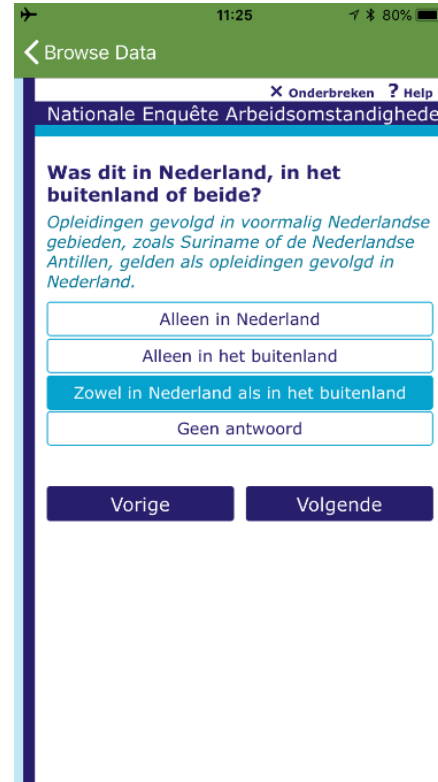 11:25
80%
Browse Data
X Onderbreken ? Help
Nationale Enquête Arbeidsomstandighede
Was dit in Nederland, in het
buitenland of beide?
Opleidingen gevolgd in voormalig Nederlandse
gebieden, zoals Suriname of de Nederlandse
Antillen, gelden als opleidingen gevolgd in
Nederland.
Alleen in Nederland
Alleen in het buitenland
Zowel in Nederland als in het buitenland
Geen antwoord
Vorige
Volgende